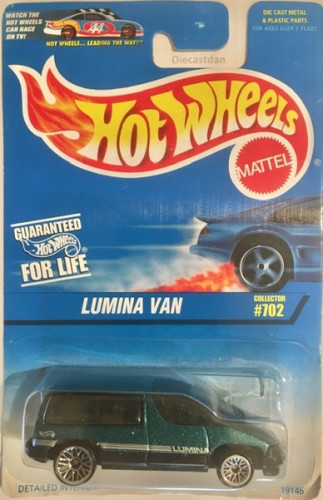 WATCH THE
HOT WHEELS
CAR RACE
ON TV!
44
HOT WHEELS... LEADING THE WAY!™
Diecastdan
DIE CAST METAL
& PLASTIC PARTS
FOR AGES OVER 3 YEARS
HOT WHEELS
MATTEL
GUARANTEED
Hot Wheels
FOR LIFE
LUMINA VAN
COLLECTOR
#702
LUMINA
DETAILED
19146